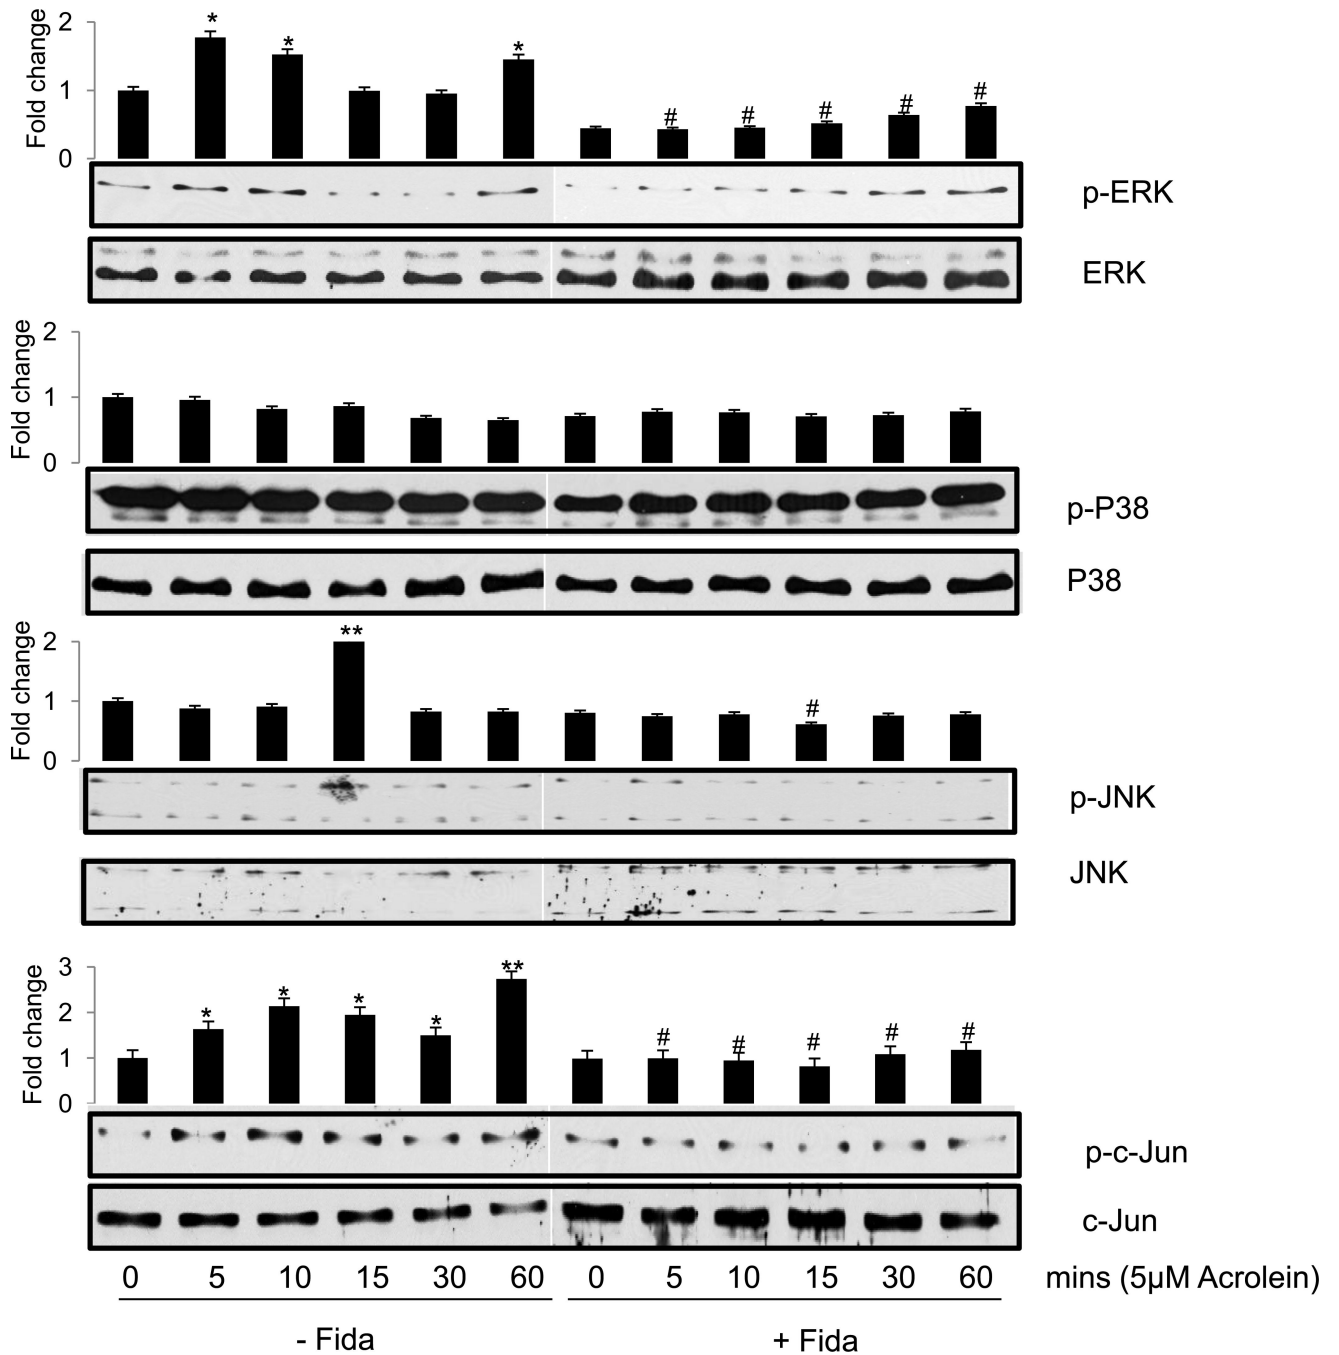 Fold change
2
1
0
* * * # # # # #
p-ERK
ERK
Fold change
2
1
0
p-P38
P38
Fold change
2
1
0
** #
p-JNK
JNK
Fold change
3
2
1
0
* * * * ** # # # # #
p-c-Jun
c-Jun
0 5 10 15 30 60 0 5 10 15 30 60 mins (5µM Acrolein)
- Fida + Fida